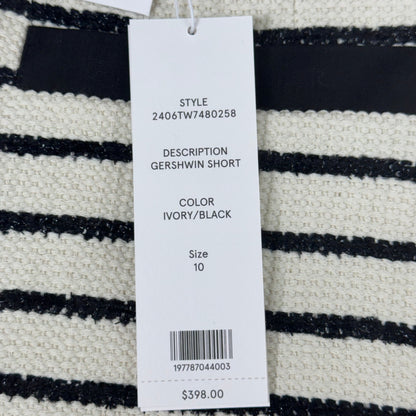 STYLE
2406TW7480258
DESCRIPTION
GERSHWIN SHORT
COLOR
IVORY/BLACK
Size
10
197787044003
$398.00